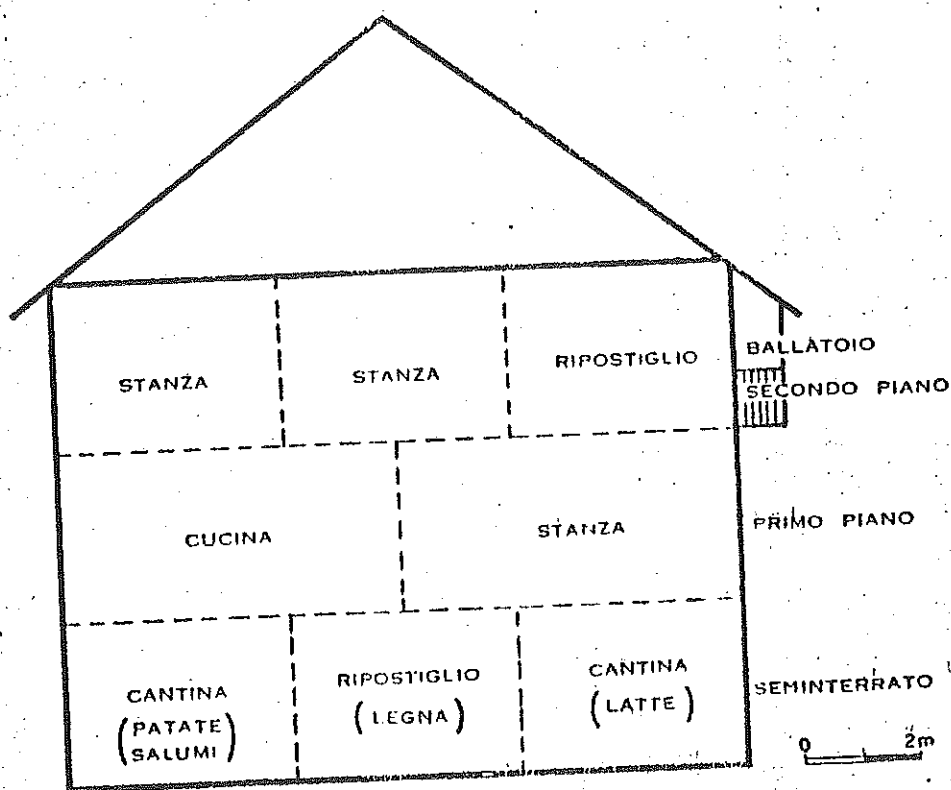 BALLATOIO
STANZA
STANZA
RIPOSTIGLIO
SECONDO PIANO
CUCINA
STANZA
PRIMO PIANO
CANTINA
(PATATE
SALUMI)
RIPOSTIGLIO
(LEGNA)
CANTINA
(LATTE)
SEMINTERRATO
0 2m